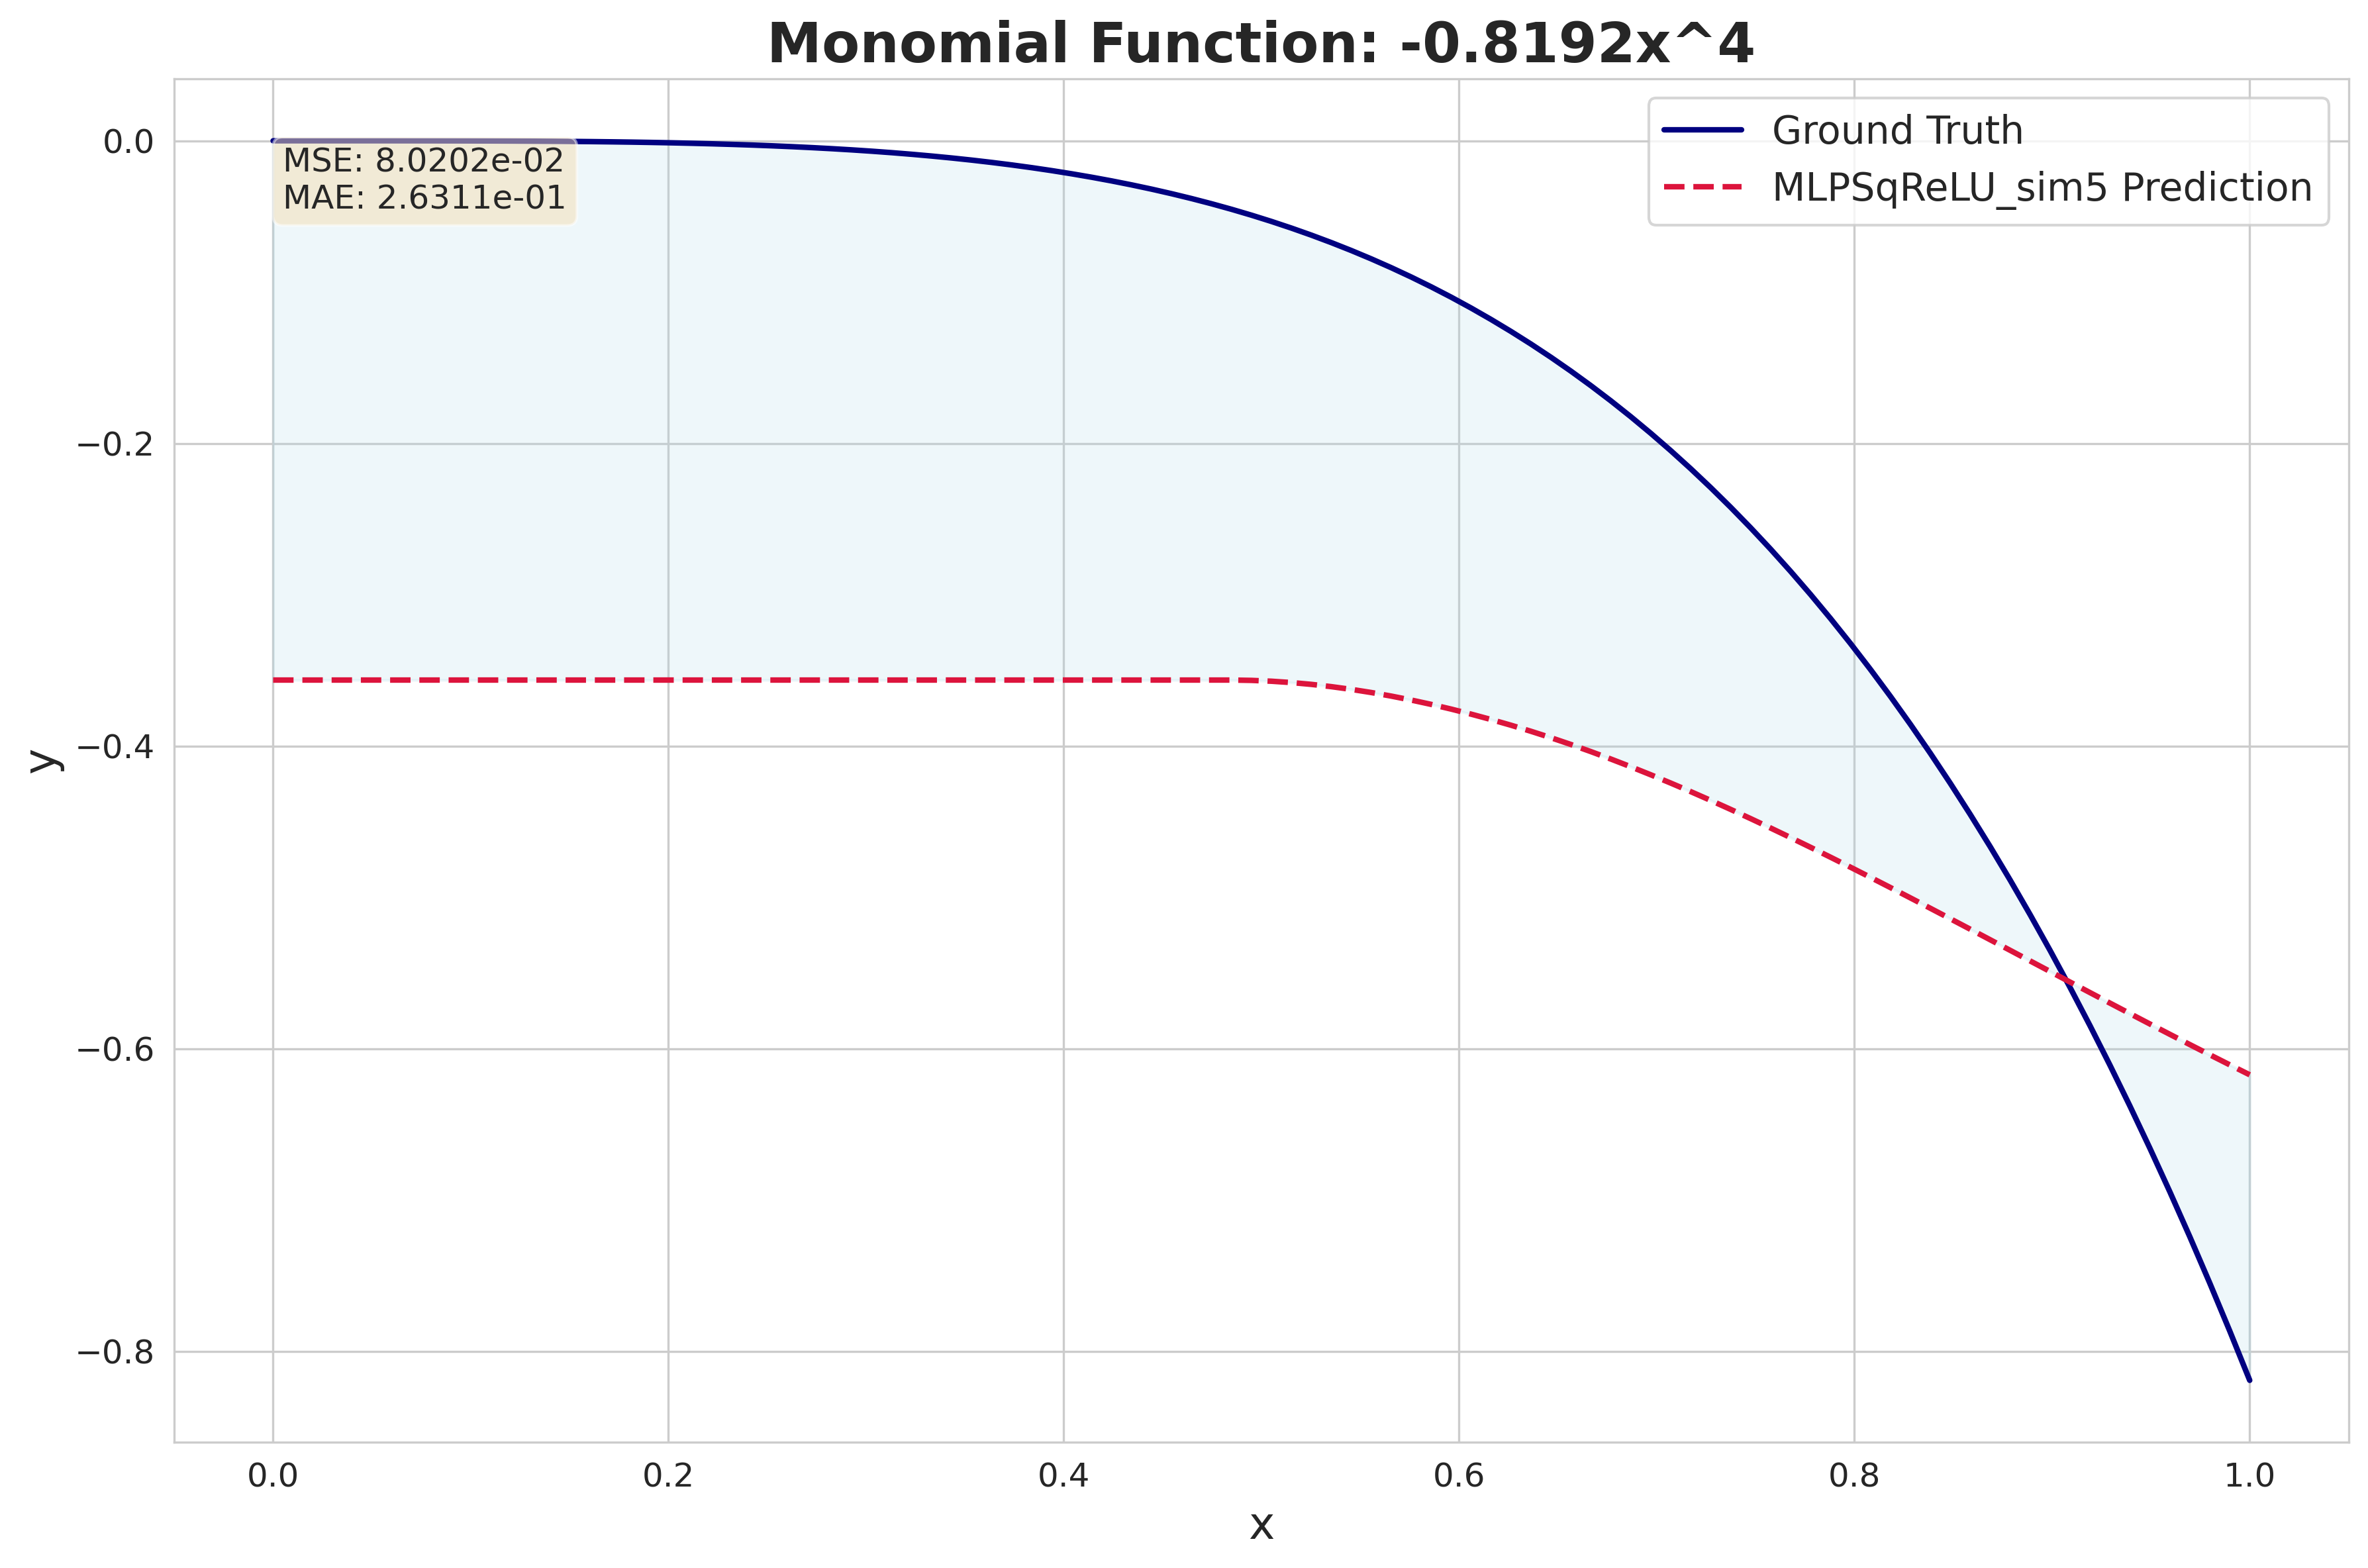 Monomial Function: -0.8192x^4
Ground Truth
MLPSqReLU_sim5 Prediction
MSE: 8.0202e-02
MAE: 2.6311e-01
0.0
−0.2
−0.4
−0.6
−0.8
y
0.0
0.2
0.4
0.6
0.8
1.0
x